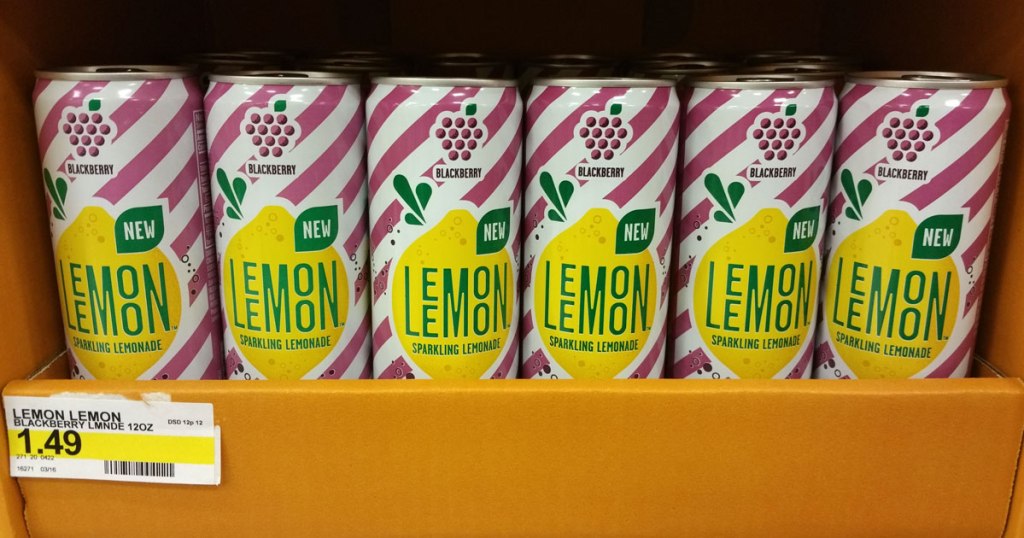 BLACKBERRY
NEW
LEMON
LEMON
SPARKLING LEMONADE
BLACKBERRY
NEW
LEMON
LEMON
SPARKLING LEMONADE
BLACKBERRY
NEW
LEMON
LEMON
SPARKLING LEMONADE
BLACKBERRY
NEW
LEMON
LEMON
SPARKLING LEMONADE
BLACKBERRY
NEW
LEMON
LEMON
SPARKLING LEMONADE
BLACKBERRY
NEW
LEMON
LEMON
SPARKLING LEMONADE
LEMON LEMON
BLACKBERRY LMNDE 12OZ DSD 12p 12
1.49
271 20 0422
16271 03/16